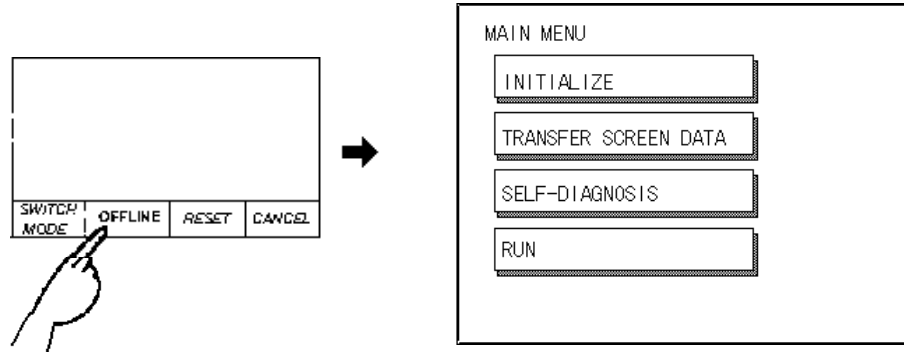 SWITCH
MODE
OFFLINE
RESET
CANCEL
MAIN MENU
INITIALIZE
TRANSFER SCREEN DATA
SELF-DIAGNOSIS
RUN